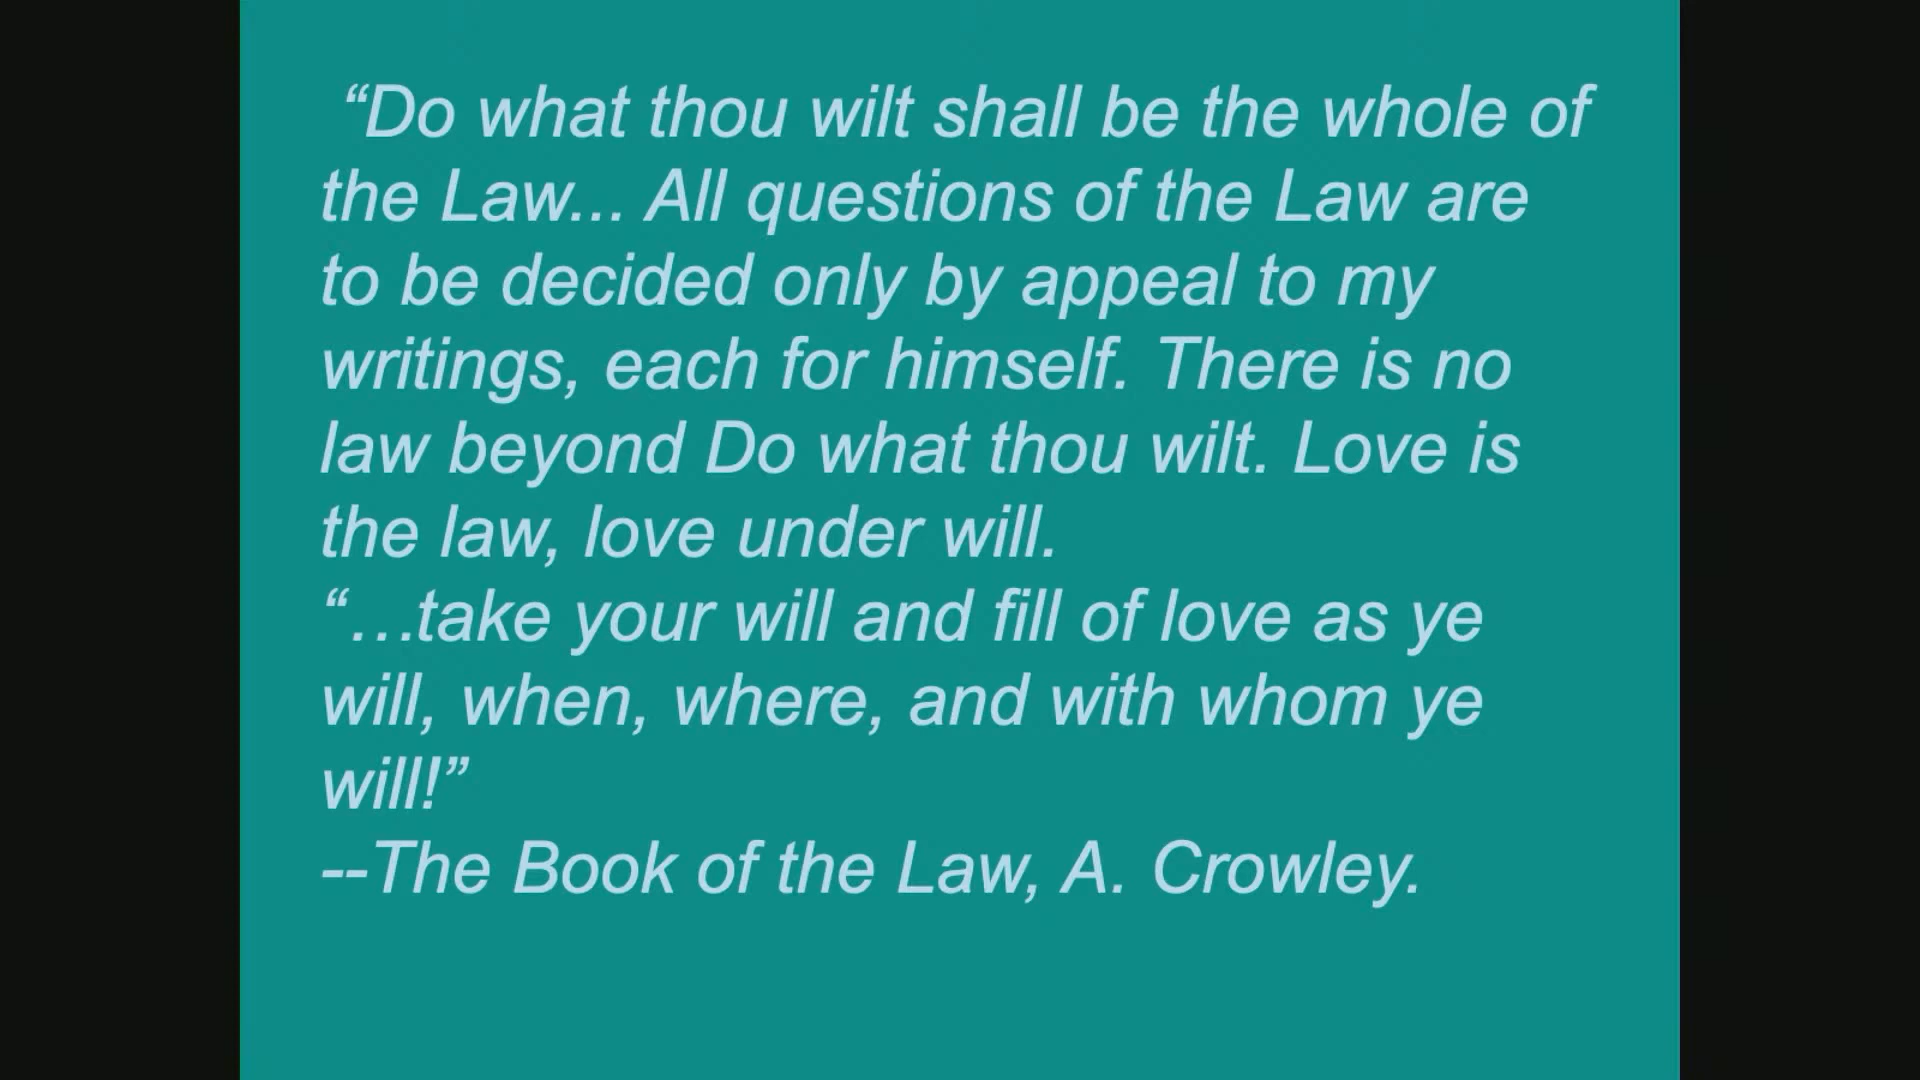 “Do what thou wilt shall be the whole of
the Law... All questions of the Law are
to be decided only by appeal to my
writings, each for himself. There is no
law beyond Do what thou wilt. Love is
the law, love under will.
“…take your will and fill of love as ye
will, when, where, and with whom ye
will!”
--The Book of the Law, A. Crowley.